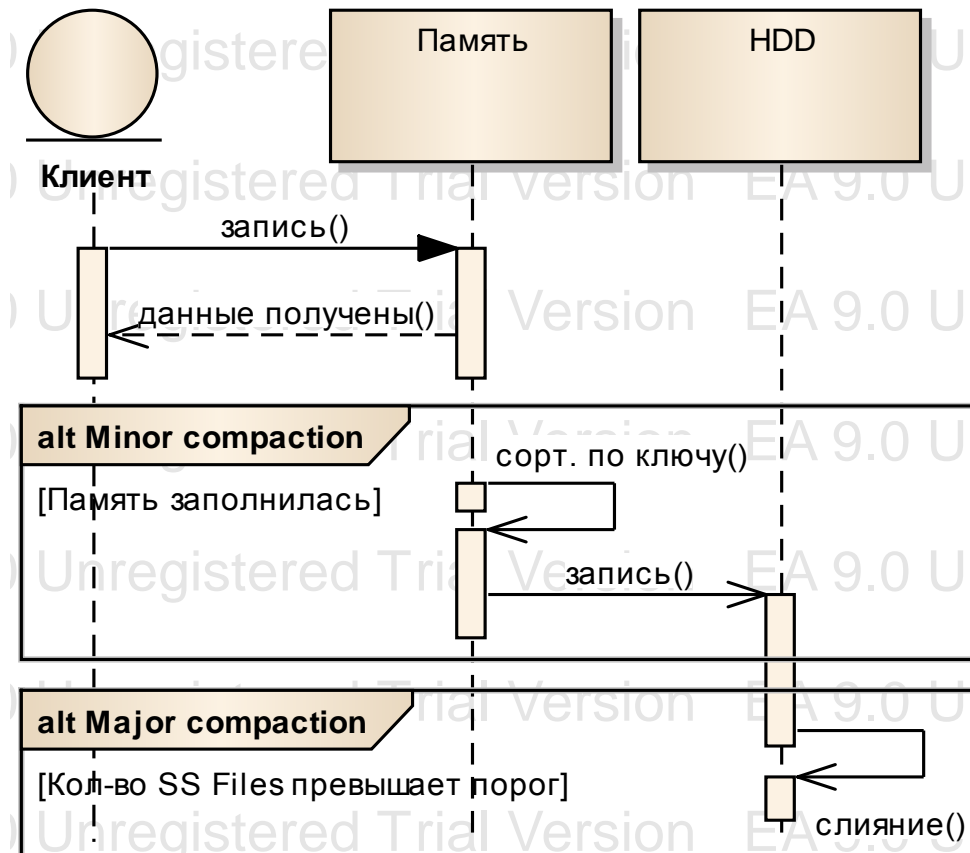 Память
HDD
Клиент
запись()
данные получены()
alt Minor compaction
сорт. по ключу()
[Память заполнилась]
запись()
alt Major compaction
[Кол-во SS Files превышает порог]
слияние()
Unregistered Trial Version EA 9.0 U